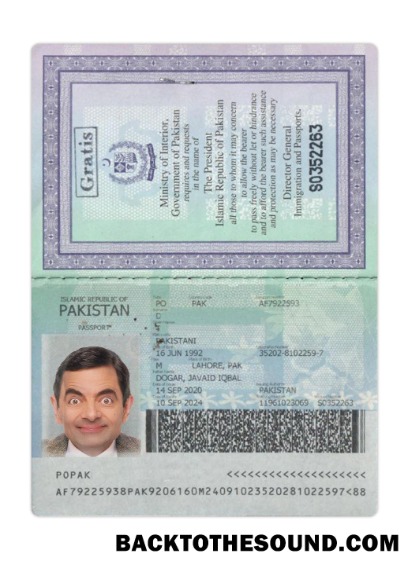 Gratis
Ministry of Interior,
Government of Pakistan
requires and requests
in the name of
The President
Islamic Republic of Pakistan
all those to whom it may concern
to allow the bearer
to pass freely without let or hindrance
and to afford the bearer such assistance
and protection as may be necessary
Director General
Immigration and Passports.
S0352263
ISLAMIC REPUBLIC OF
PAKISTAN
PASSPORT
PO PAK AF7922593
PAKISTANI
16 JUN 1992 35202-8102259-7
M LAHORE, PAK
DOGAR, JAVAID IQBAL
14 SEP 2020 PAKISTAN
10 SEP 2024 11961023069 S0352263
POPAK <<<<<<<<<<<<<<<<<<<<<
AF79225938PAK9206160M24091023520281022597<88
BACKTOTHESOUND.COM